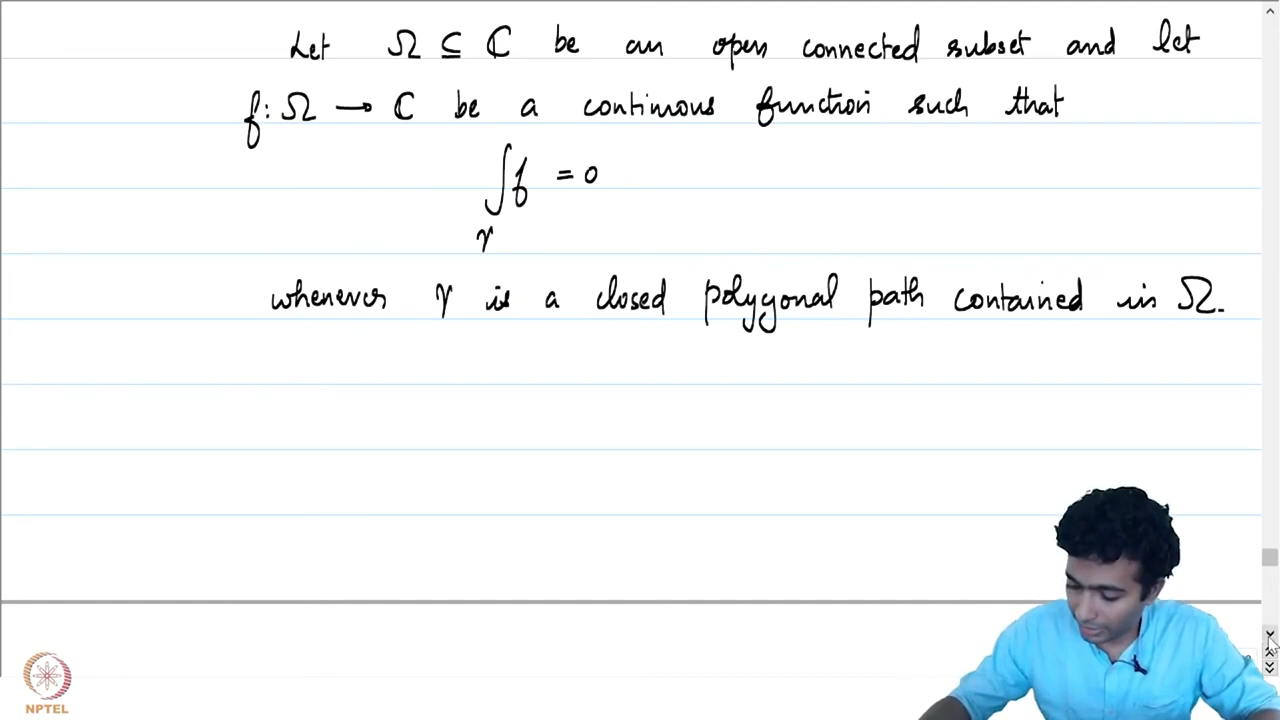 Let Ω ⊆ ℂ be an open connected subset and let
f: Ω → ℂ be a continuous function such that
∫f = 0
γ
whenever γ is a closed polygonal path contained in Ω.
NPTEL